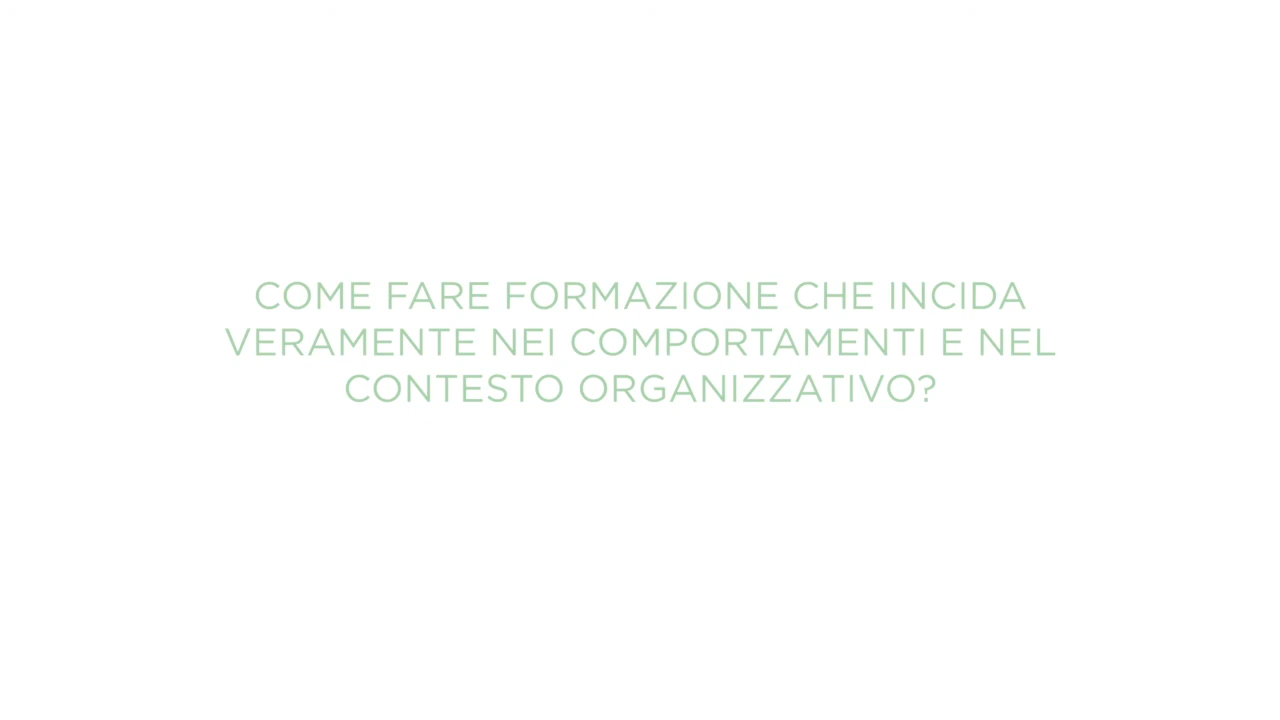 COME FARE FORMAZIONE CHE INCIDA
VERAMENTE NEI COMPORTAMENTI E NEL
CONTESTO ORGANIZZATIVO?